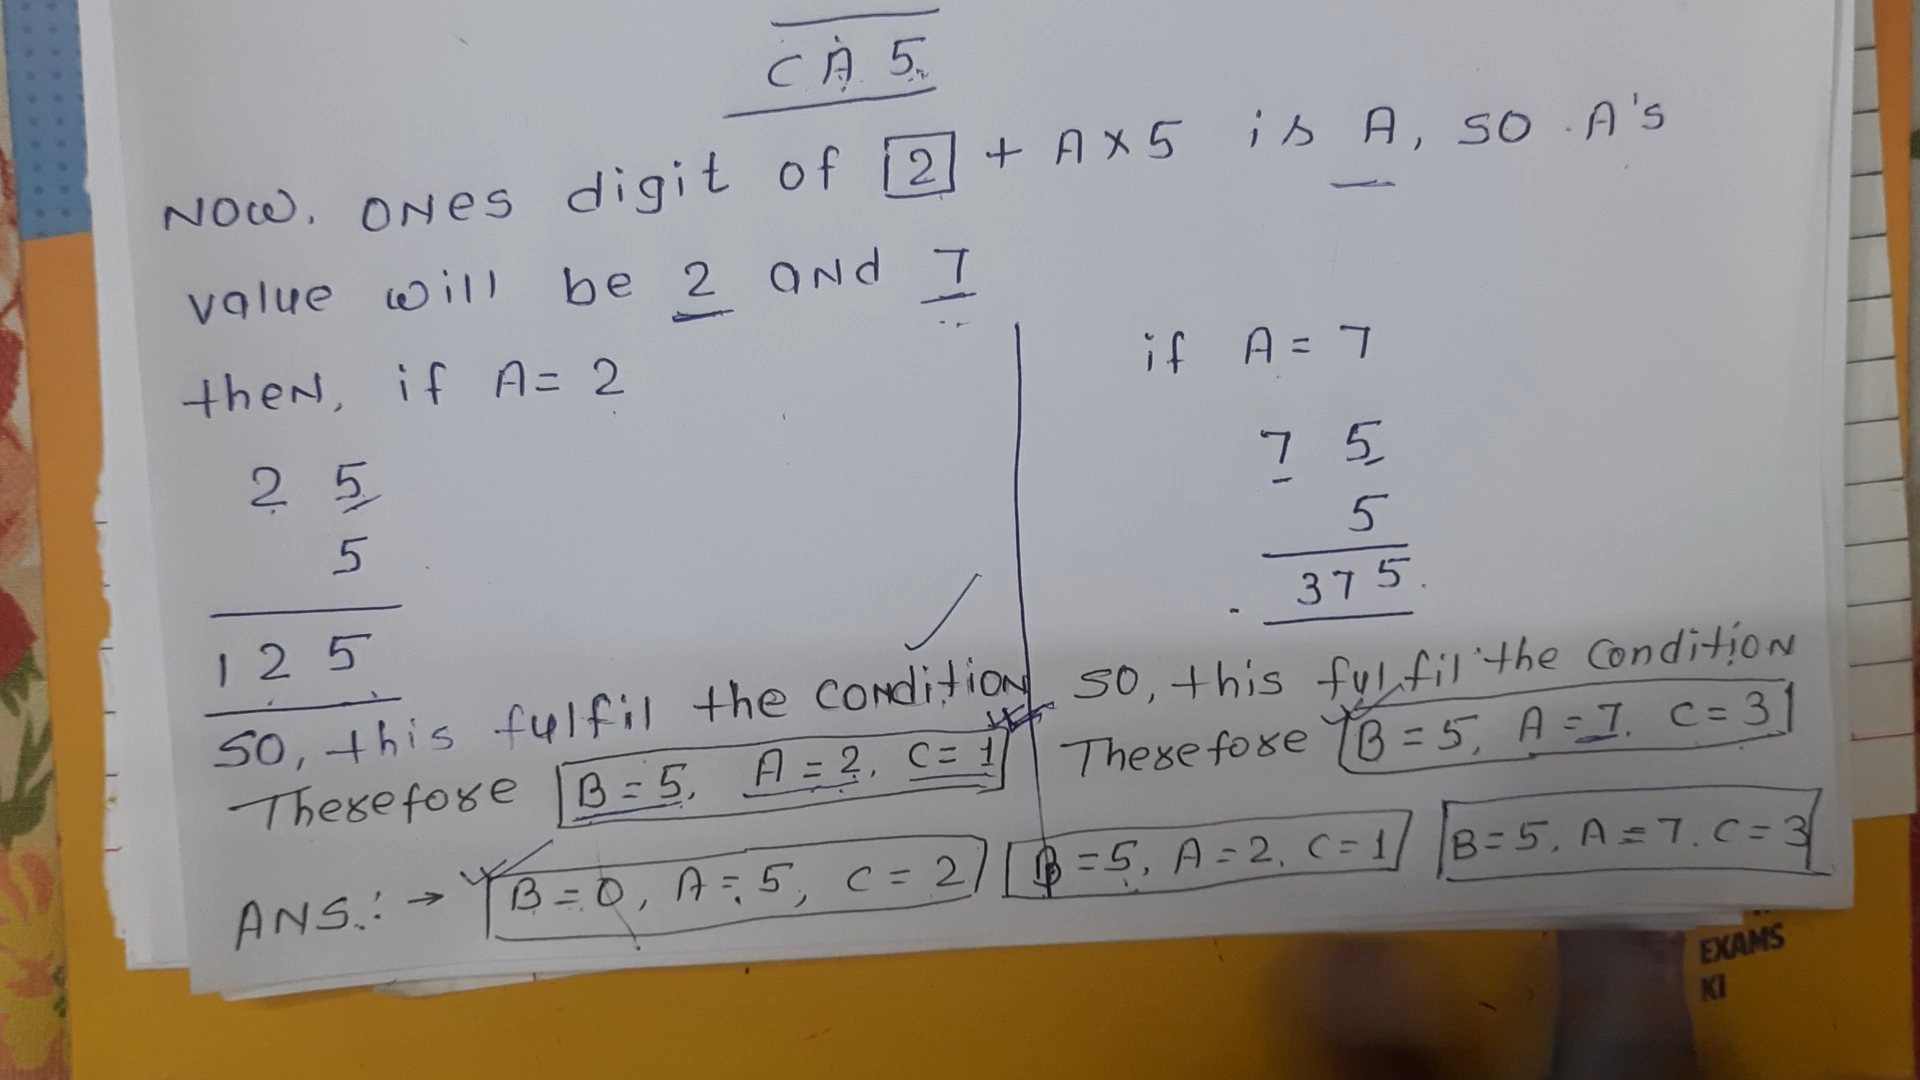 C A 5
NOW. ONes digit of 2 + A x 5 is A, so A's
value will be 2 and 7
then, if A = 2
2 5
5
1 2 5
SO, this fulfil the condition
Therefore B = 5, A = 2, C = 1
if A = 7
7 5
5
3 7 5
SO, this fulfil the condition
Therefore B = 5, A = 7. C = 3
ANS.: → B = 0, A = 5, C = 2 B = 5, A = 2, C = 1 B = 5, A = 7. C = 3
EXAMS
KI